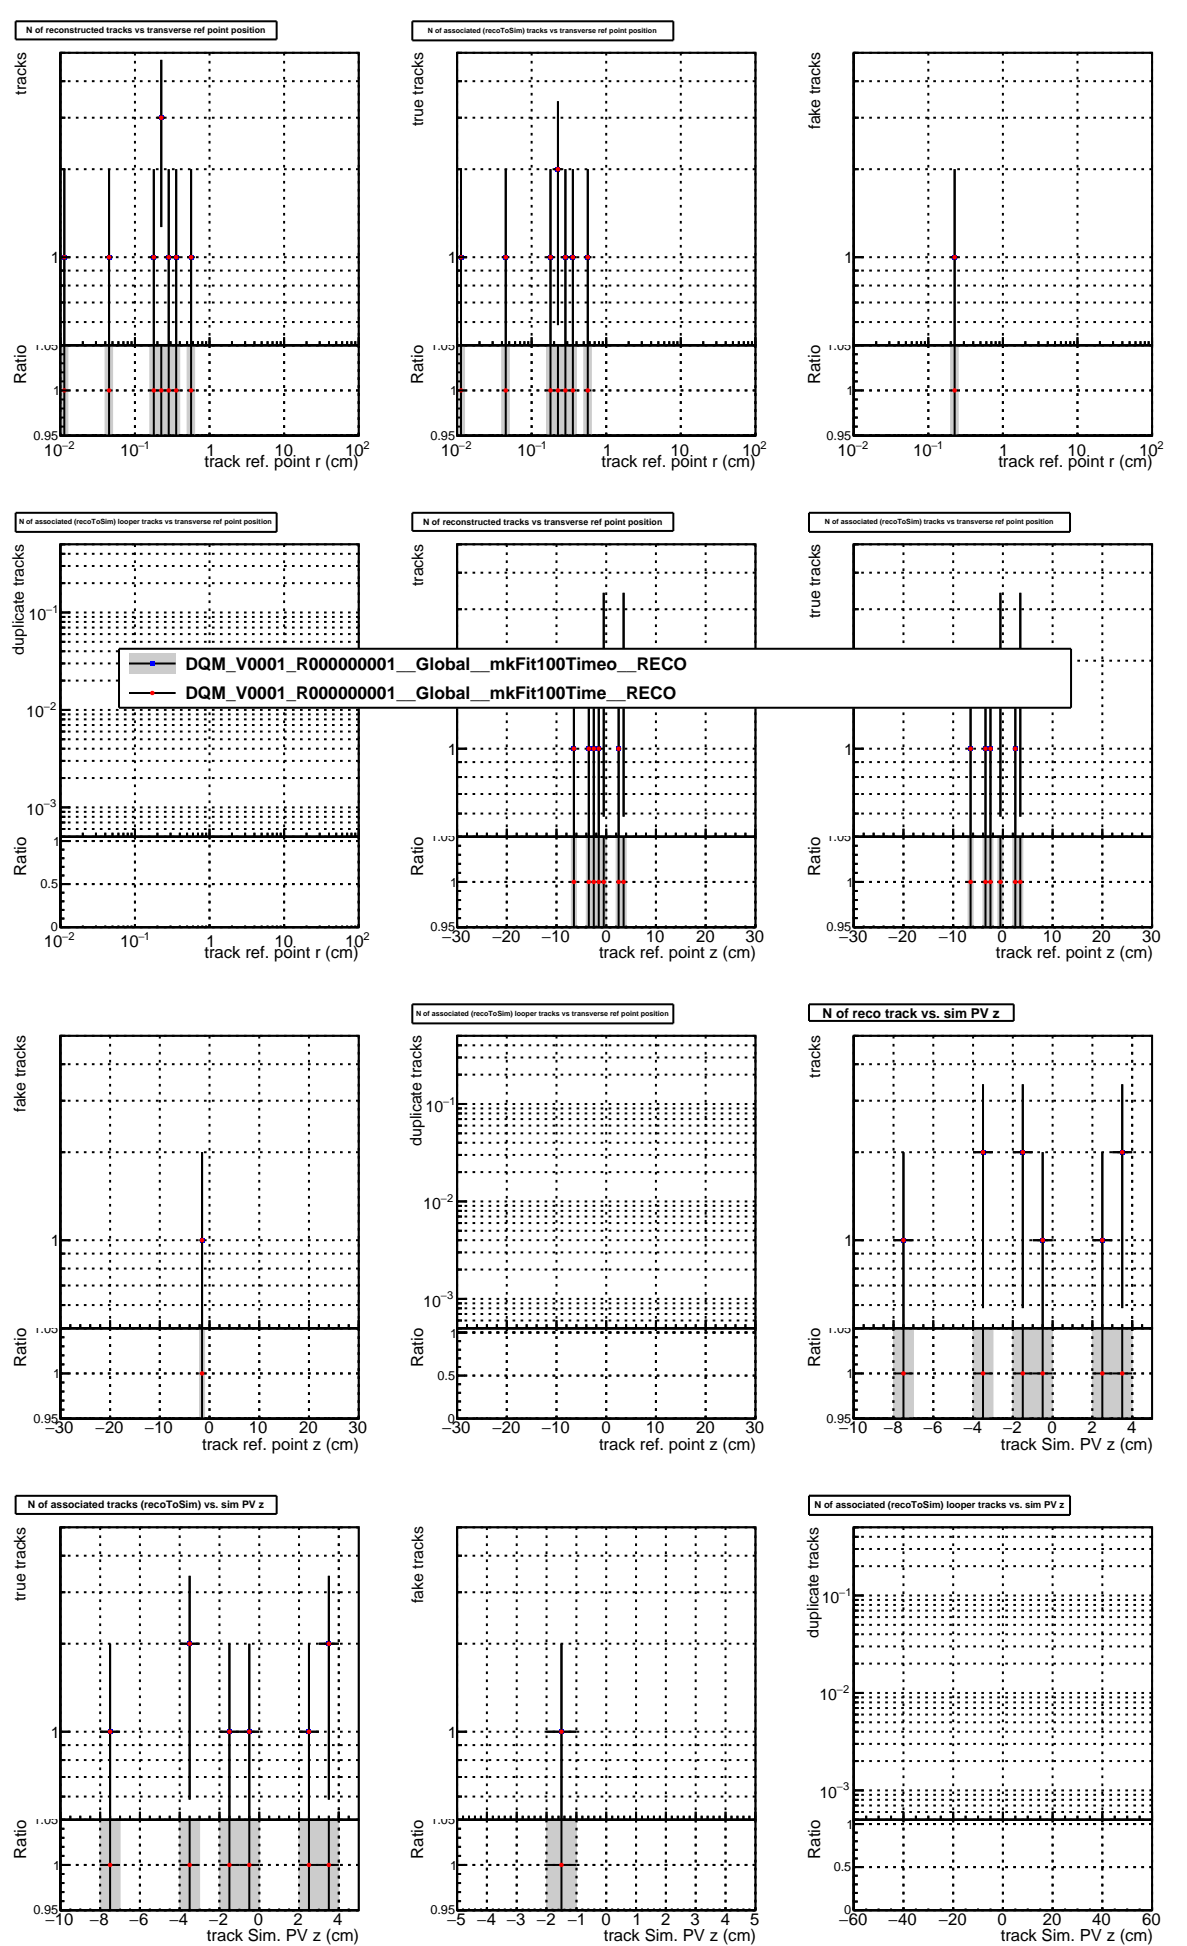 N of reconstructed tracks vs transverse ref point position
tracks
1
Ratio
1.05
1
0.95
10−2 10−1 1 10 102
track ref. point r (cm)
N of associated (recoToSim) tracks vs transverse ref point position
true tracks
1
Ratio
1.05
1
0.95
10−2 10−1 1 10 102
track ref. point r (cm)
fake tracks
1
Ratio
1.05
1
0.95
10−2 10−1 1 10 102
track ref. point r (cm)
N of associated (recoToSim) looper tracks vs transverse ref point position
duplicate tracks
10−1
10−2
10−3
Ratio
1
0.5
0
10−2 10−1 1 10 102
track ref. point r (cm)
N of reconstructed tracks vs transverse ref point position
tracks
1
Ratio
1.05
1
0.95
−30 −20 −10 0 10 20 30
track ref. point z (cm)
N of associated (recoToSim) tracks vs transverse ref point position
true tracks
1
Ratio
1.05
1
0.95
−30 −20 −10 0 10 20 30
track ref. point z (cm)
DQM_V0001_R000000001__Global__mkFit100Timeo__RECO
DQM_V0001_R000000001__Global__mkFit100Time__RECO
fake tracks
1
Ratio
1.05
1
0.95
−30 −20 −10 0 10 20 30
track ref. point z (cm)
N of associated (recoToSim) looper tracks vs transverse ref point position
duplicate tracks
10−1
10−2
10−3
Ratio
1
0.5
0
−30 −20 −10 0 10 20 30
track ref. point z (cm)
N of reco track vs. sim PV z
tracks
1
Ratio
1.05
1
0.95
−10 −8 −6 −4 −2 0 2 4
track Sim. PV z (cm)
N of associated tracks (recoToSim) vs. sim PV z
true tracks
1
Ratio
1.05
1
0.95
−10 −8 −6 −4 −2 0 2 4
track Sim. PV z (cm)
fake tracks
1
Ratio
1.05
1
0.95
−5 −4 −3 −2 −1 0 1 2 3 4 5
track Sim. PV z (cm)
N of associated (recoToSim) looper tracks vs. sim PV z
duplicate tracks
10−1
10−2
10−3
Ratio
1
0.5
0
−60 −40 −20 0 20 40 60
track Sim. PV z (cm)